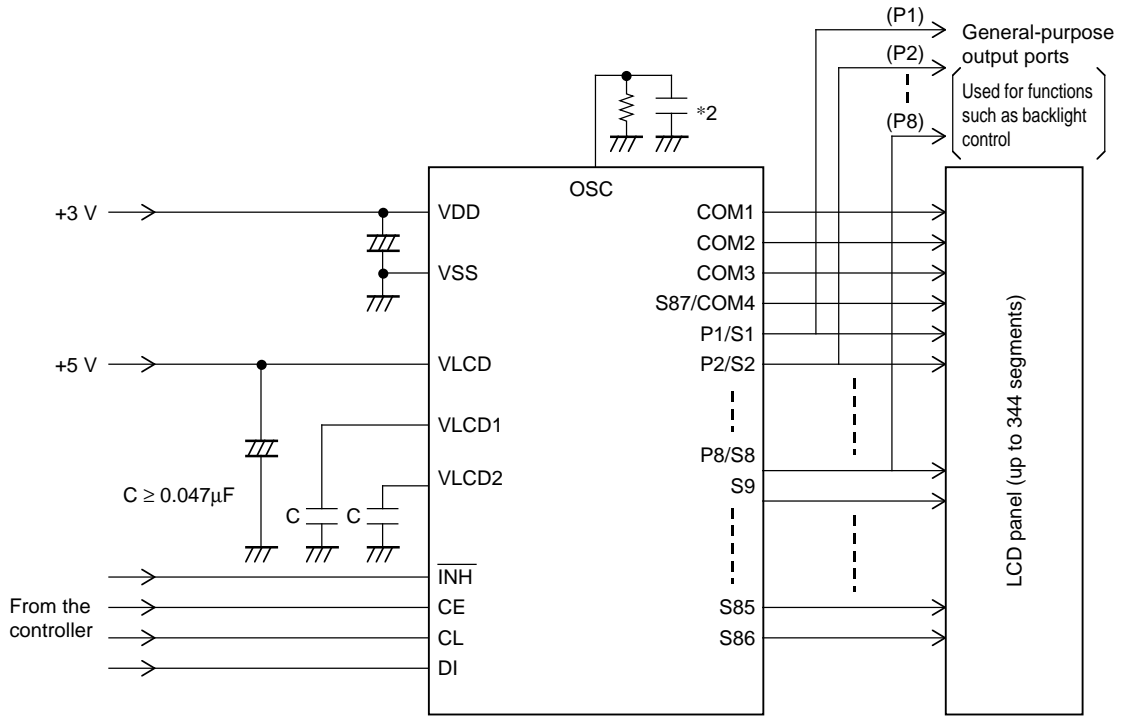 (P1)
General-purpose
output ports
(P2)
Used for functions
such as backlight
control
(P8)
*2
OSC
+3 V
VDD
VSS
+5 V
VLCD
VLCD1
VLCD2
C ≥ 0.047μF
C
C
INH
CE
CL
DI
From the
controller
COM1
COM2
COM3
S87/COM4
P1/S1
P2/S2
P8/S8
S9
S85
S86
LCD panel (up to 344 segments)